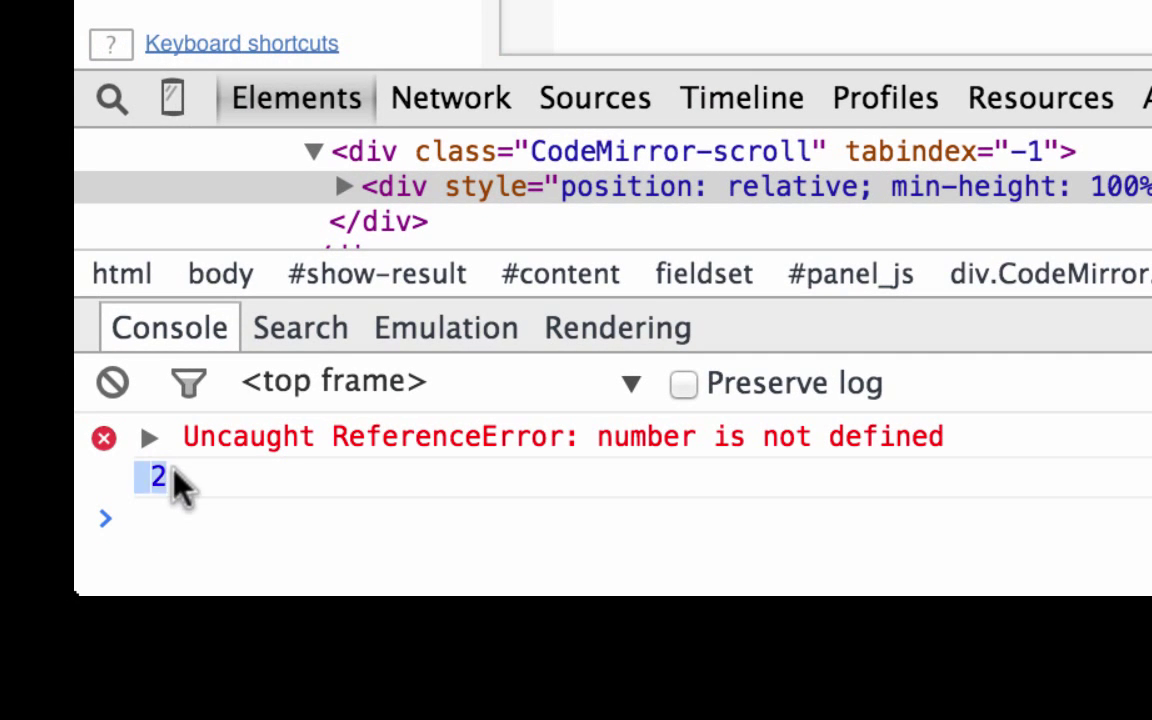 ? Keyboard shortcuts
Elements Network Sources Timeline Profiles Resources
<div class="CodeMirror-scroll" tabindex="-1">
<div style="position: relative; min-height: 100%
</div>
html body #show-result #content fieldset #panel_js div.CodeMirror.
Console Search Emulation Rendering
<top frame> Preserve log
Uncaught ReferenceError: number is not defined
2